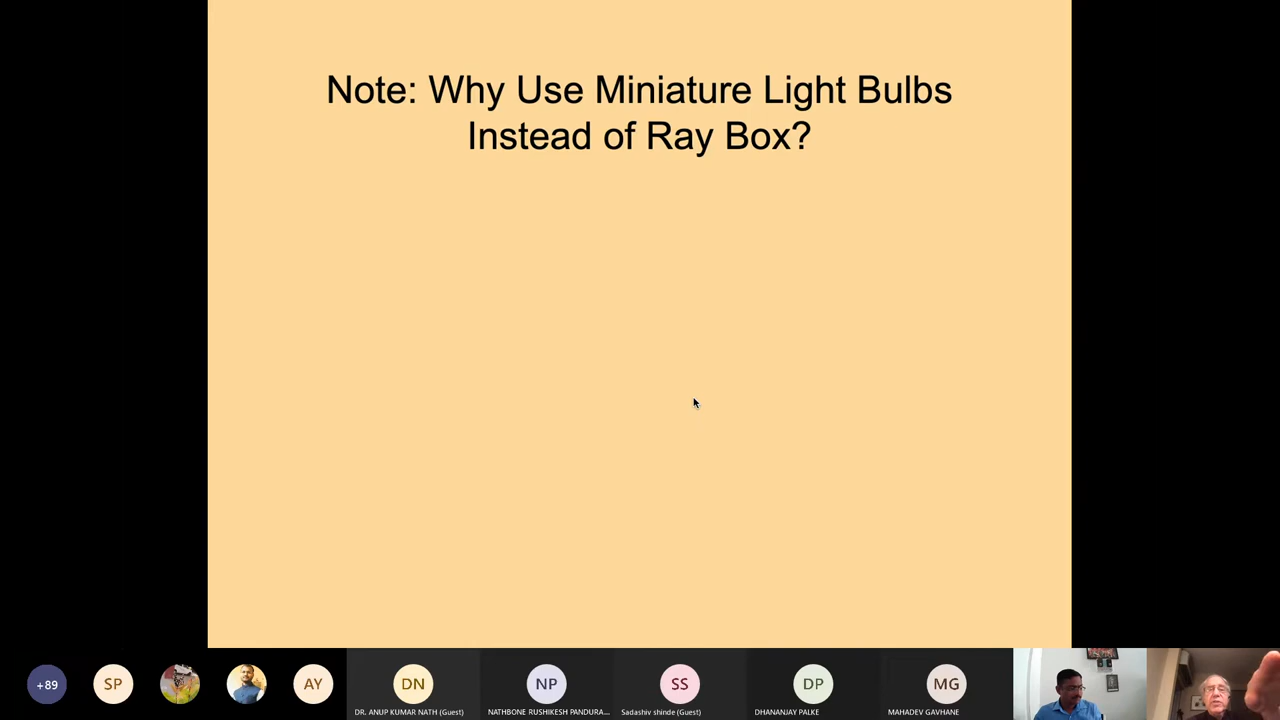 Note: Why Use Miniature Light Bulbs
Instead of Ray Box?
+89
SP
AY
DN
DR. ANUP KUMAR NATH (Guest)
NP
NATHBONE RUSHIKESH PANDURA...
SS
Sadashiv shinde (Guest)
DP
DHANANJAY PALKE
MG
MAHADEV GAVHANE